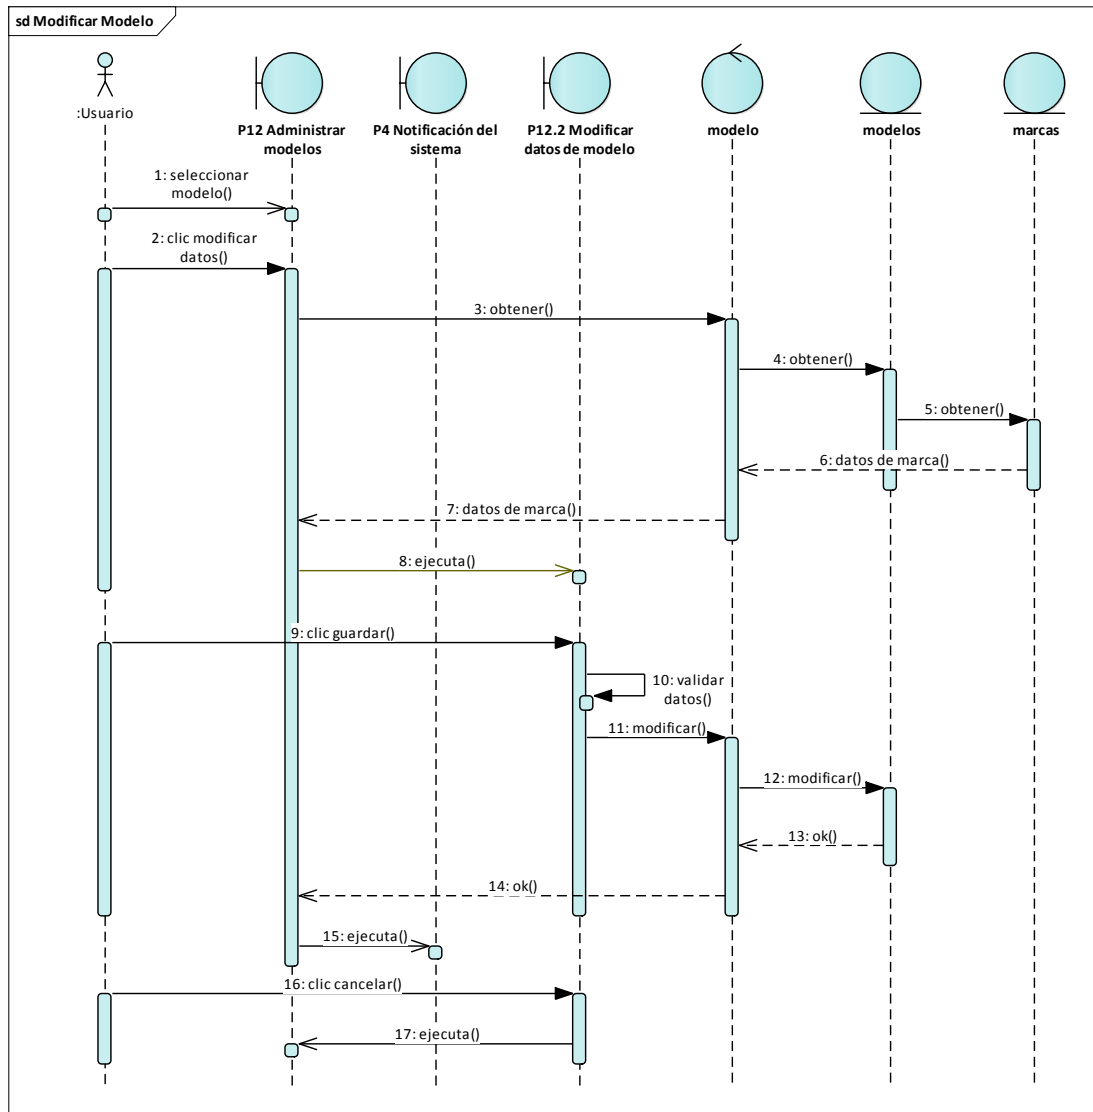 sd Modificar Modelo
:Usuario
P12 Administrar
modelos
P4 Notificación del
sistema
P12.2 Modificar
datos de modelo
modelo
modelos
marcas
1: seleccionar
modelo()
2: clic modificar
datos()
3: obtener()
4: obtener()
5: obtener()
6: datos de marca()
7: datos de marca()
8: ejecuta()
9: clic guardar()
10: validar
datos()
11: modificar()
12: modificar()
13: ok()
14: ok()
15: ejecuta()
16: clic cancelar()
17: ejecuta()